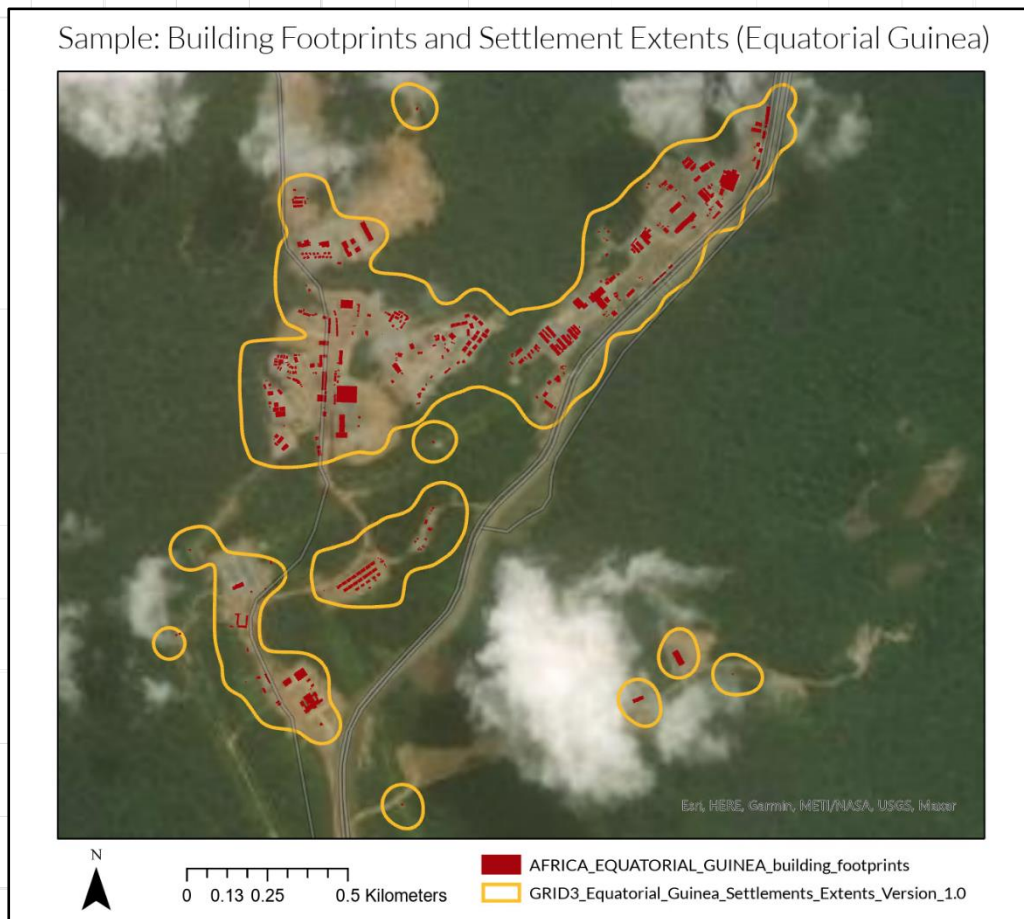 Sample: Building Footprints and Settlement Extents (Equatorial Guinea)
Esri, HERE, Garmin, METI/NASA, USGS, Maxar
N
0 0.13 0.25 0.5 Kilometers
AFRICA_EQUATORIAL_GUINEA_building_footprints
GRID3_Equatorial_Guinea_Settlements_Extents_Version_1.0